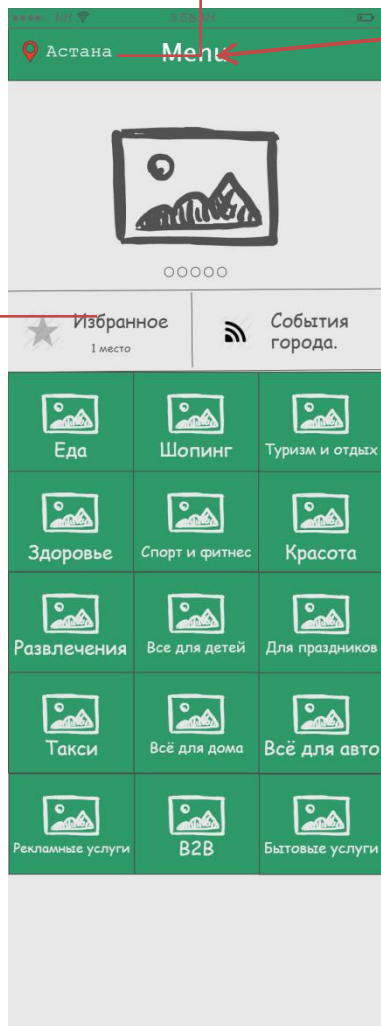 Астана
Menu
Избранное
1 место
События
города.
Еда
Шопинг
Туризм и отдых
Здоровье
Спорт и фитнес
Красота
Развлечения
Все для детей
Для праздников
Такси
Всё для дома
Всё для авто
Рекламные услуги
B2B
Бытовые услуги